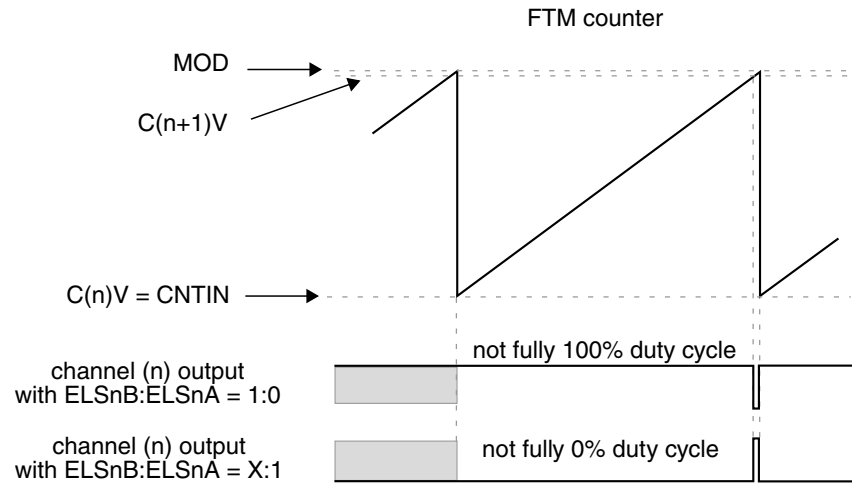 FTM counter
MOD
C(n+1)V
C(n)V = CNTIN
not fully 100% duty cycle
channel (n) output
with ELSnB:ELSnA = 1:0
channel (n) output
with ELSnB:ELSnA = X:1
not fully 0% duty cycle